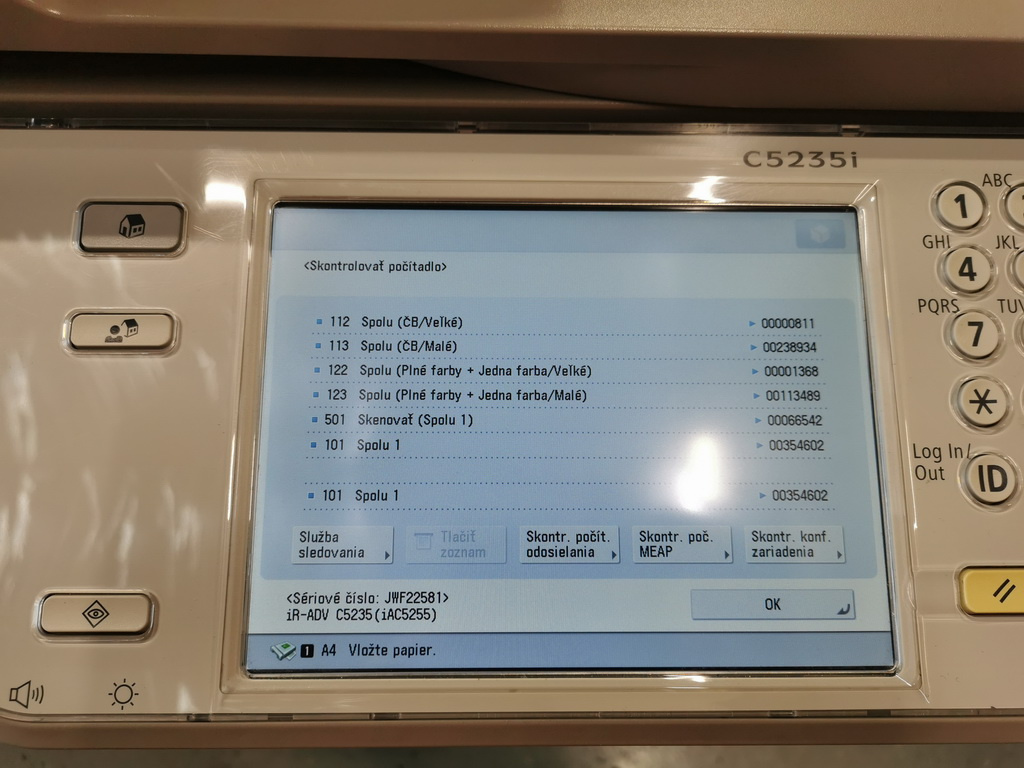 C5235i
<Skontrolovať počítadlo>
112 Spolu (ČB/Veľké) 00000811
113 Spolu (ČB/Malé) 00238934
122 Spolu (Plné farby + Jedna farba/Veľké) 00001368
123 Spolu (Plné farby + Jedna farba/Malé) 00113489
501 Skenovať (Spolu 1) 00066542
101 Spolu 1 00354602
101 Spolu 1 00354602
Služba sledovania
Tlačiť zoznam
Skontr. počít. odosielania
Skontr. poč. MEAP
Skontr. konf. zariadenia
<Sériové číslo: JWF22581>
iR-ADV C5235(iAC5255)
OK
1 A4 Vložte papier.
ABC
1
GHI
JKL
4
PQRS
TUV
7
Log In/
Out
ID